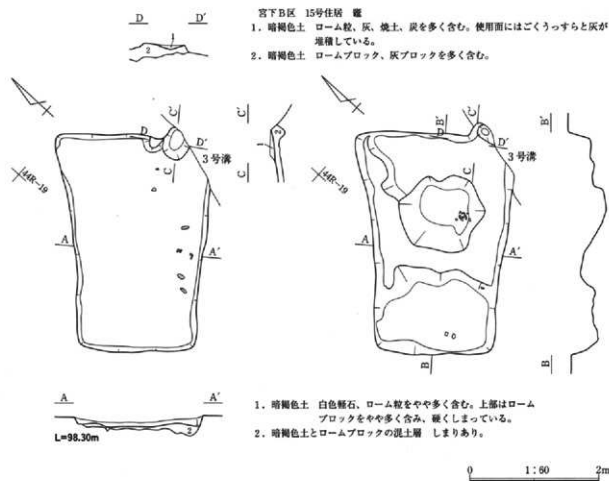 宮下B区 15号住居 竈
1. 暗褐色土 ローム粒、灰、焼土、炭を多く含む。使用面にはごくうっすらと灰が
堆積している。
2. 暗褐色土 ロームブロック、灰ブロックを多く含む。
D D′
1
2
C′
D
D′
C
3号溝
44R-19
A
A′
C′
2
C
B′
C′
D
D′
C
3号溝
44R-19
A
A′
B
B′
B
A A′
2
L=98.30m
1. 暗褐色土 白色軽石、ローム粒をやや多く含む。上部はローム
ブロックをやや多く含み、硬くしまっている。
2. 暗褐色土とロームブロックの混土層 しまりあり。
0 1:60 2m